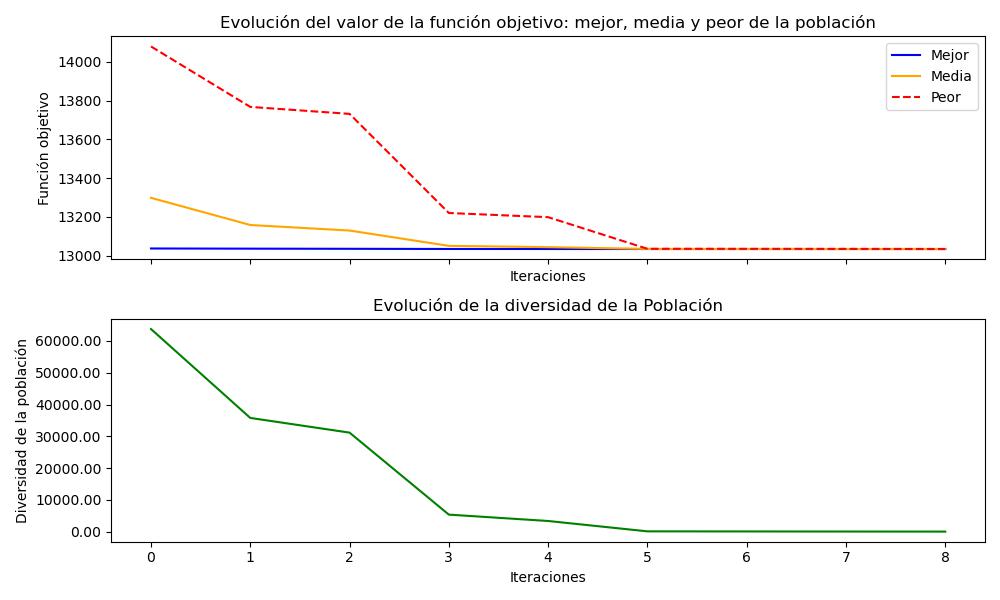 Evolución del valor de la función objetivo: mejor, media y peor de la población
14000
13800
13600
13400
13200
13000
Función objetivo
Mejor
Media
Peor
Iteraciones
Evolución de la diversidad de la Población
60000.00
50000.00
40000.00
30000.00
20000.00
10000.00
0.00
Diversidad de la población
0 1 2 3 4 5 6 7 8
Iteraciones